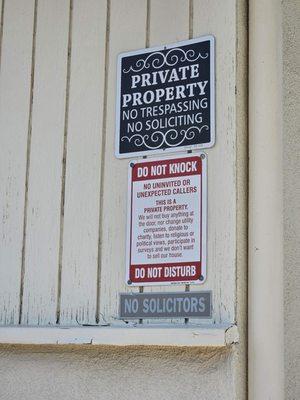 PRIVATE
PROPERTY
NO TRESPASSING
NO SOLICITING
DO NOT KNOCK
NO UNINVITED OR
UNEXPECTED CALLERS
THIS IS A
PRIVATE PROPERTY.
We will not buy anything at
the door, nor change utility
companies, donate to
charity, listen to religious or
political views, participate in
surveys and we don't want
to sell our house.
DO NOT DISTURB
NO SOLICITORS